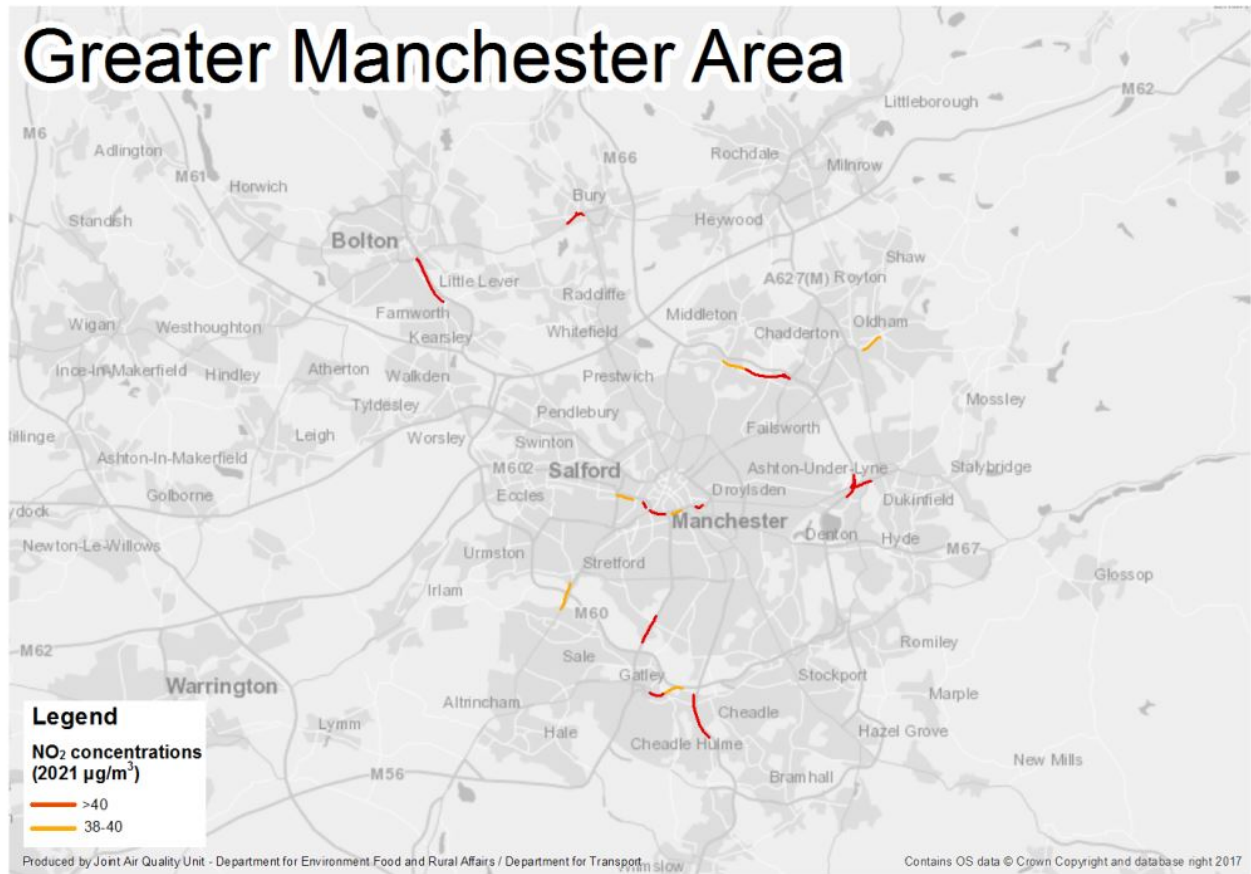 Greater Manchester Area
Littleborough
M62
M6
Adlington
Rochdale
Milnrow
M66
M61
Horwich
Bury
Standish
Heywood
Bolton
Shaw
Little Lever
A627(M)
Royton
Radcliffe
Farnworth
Middleton
Oldham
Wigan
Westhoughton
Whitefield
Chadderton
Kearsley
Ince-In-Makerfield
Hindley
Atherton
Walkden
Prestwich
Mossley
Tyldesley
Pendlebury
Failsworth
Leigh
Worsley
Swinton
Ashton-In-Makerfield
M602
Salford
Ashton-Under-Lyne
Stalybridge
Golborne
Eccles
Droylsden
Dukinfield
Manchester
Denton
Hyde
M67
Newton-Le-Willows
Urmston
Stretford
Glossop
Irlam
M60
Romiley
M62
Sale
Gatley
Stockport
Warrington
Marple
Altrincham
Cheadle
Lymm
Hale
Cheadle Hulme
Hazel Grove
New Mills
M56
Bramhall
Legend
NO₂ concentrations
(2021 µg/m³)
>40
38-40
Produced by Joint Air Quality Unit - Department for Environment Food and Rural Affairs / Department for Transport
Contains OS data © Crown Copyright and database right 2017